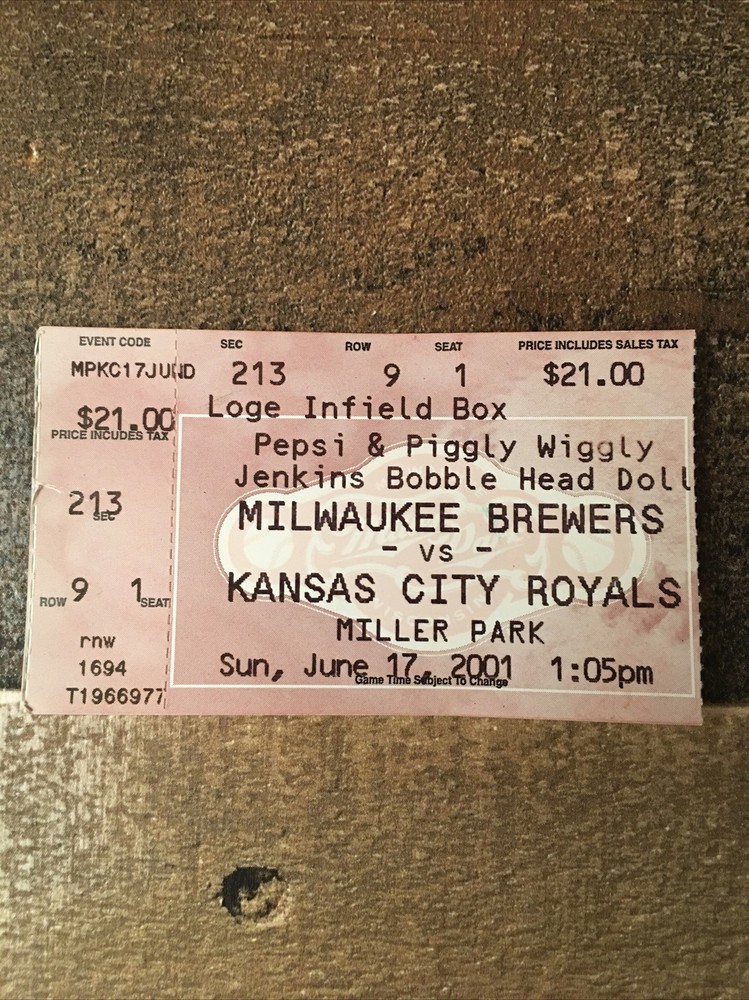 EVENT CODE
MPKC17JUND
$21.00
PRICE INCUDES TAX
213
SEC
ROW 9 1 SEAT
rnw
1694
T1966977
SEC ROW SEAT PRICE INCLUDES SALES TAX
213 9 1 $21.00
Loge Infield Box
Pepsi & Piggly Wiggly
Jenkins Bobble Head Doll
MILWAUKEE BREWERS
- vs -
KANSAS CITY ROYALS
MILLER PARK
Sun, June 17, 2001 1:05pm
Game Time Subject To Change